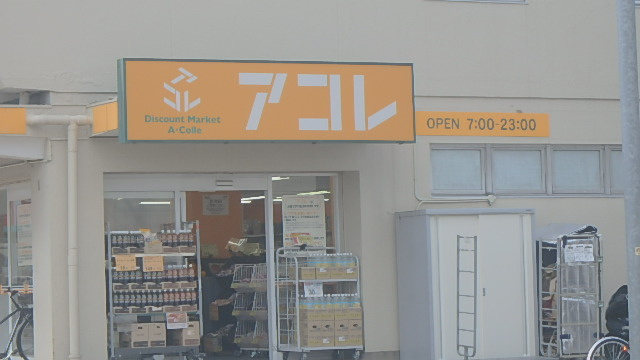 アコレ
Discount Market
A·Colle
OPEN 7:00-23:00